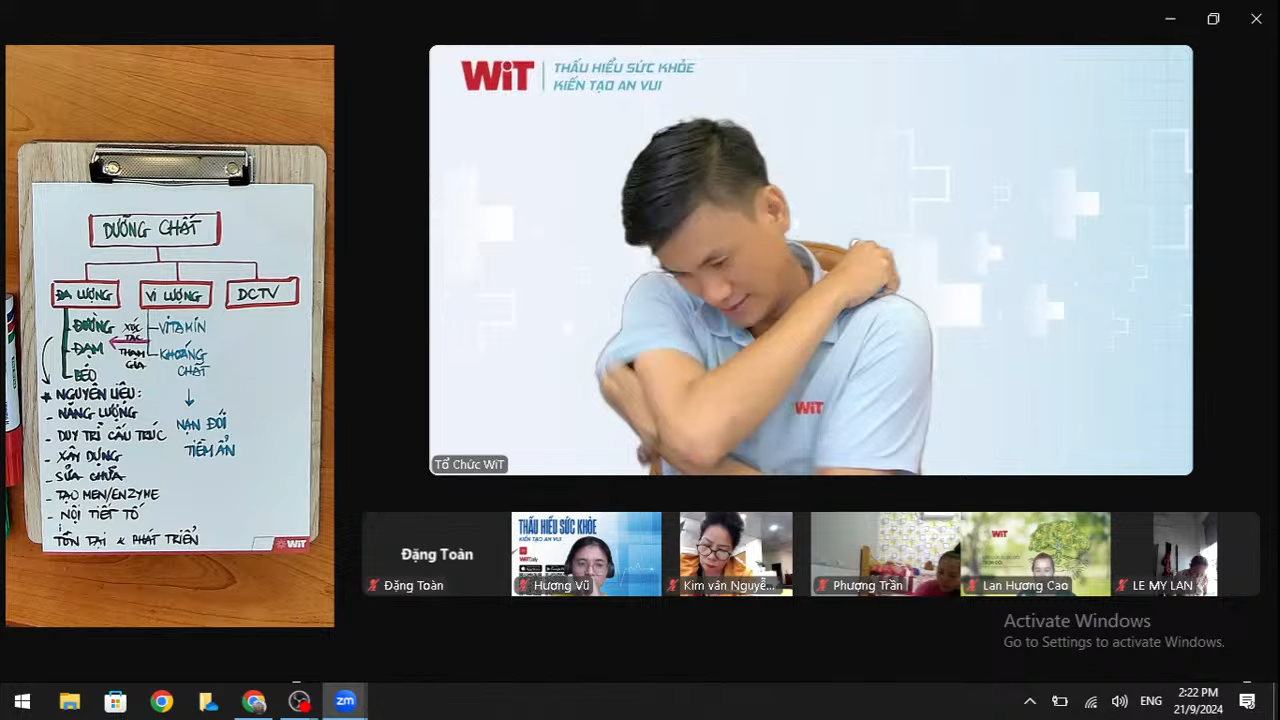 DƯỠNG CHẤT
ĐA LƯỢNG
VI LƯỢNG
DCTV
ĐƯỜNG
ĐẠM
BÉO
XÚC TÁC
THAM GIA
VITAMIN
KHOÁNG CHẤT
NẠN ĐÓI
TIỀM ẨN
★ NGUYÊN LIỆU:
- NĂNG LƯỢNG
- DUY TRÌ CẤU TRÚC
- XÂY DỰNG
- SỬA CHỮA
- TẠO MEN/ENZYME
- NỘI TIẾT TỐ
TỒN TẠI & PHÁT TRIỂN
WiT
WiT
THẤU HIỂU SỨC KHỎE
KIẾN TẠO AN VUI
WiT
Tổ Chức WiT
Đặng Toàn
Đặng Toàn
THẤU HIỂU SỨC KHỎE
KIẾN TẠO AN VUI
Hương Vũ
Kim vân Nguyễ...
Phượng Trần
WiT
Lan Hương Cao
LE MY LAN
Activate Windows
Go to Settings to activate Windows.
zm
ENG
2:22 PM
21/9/2024